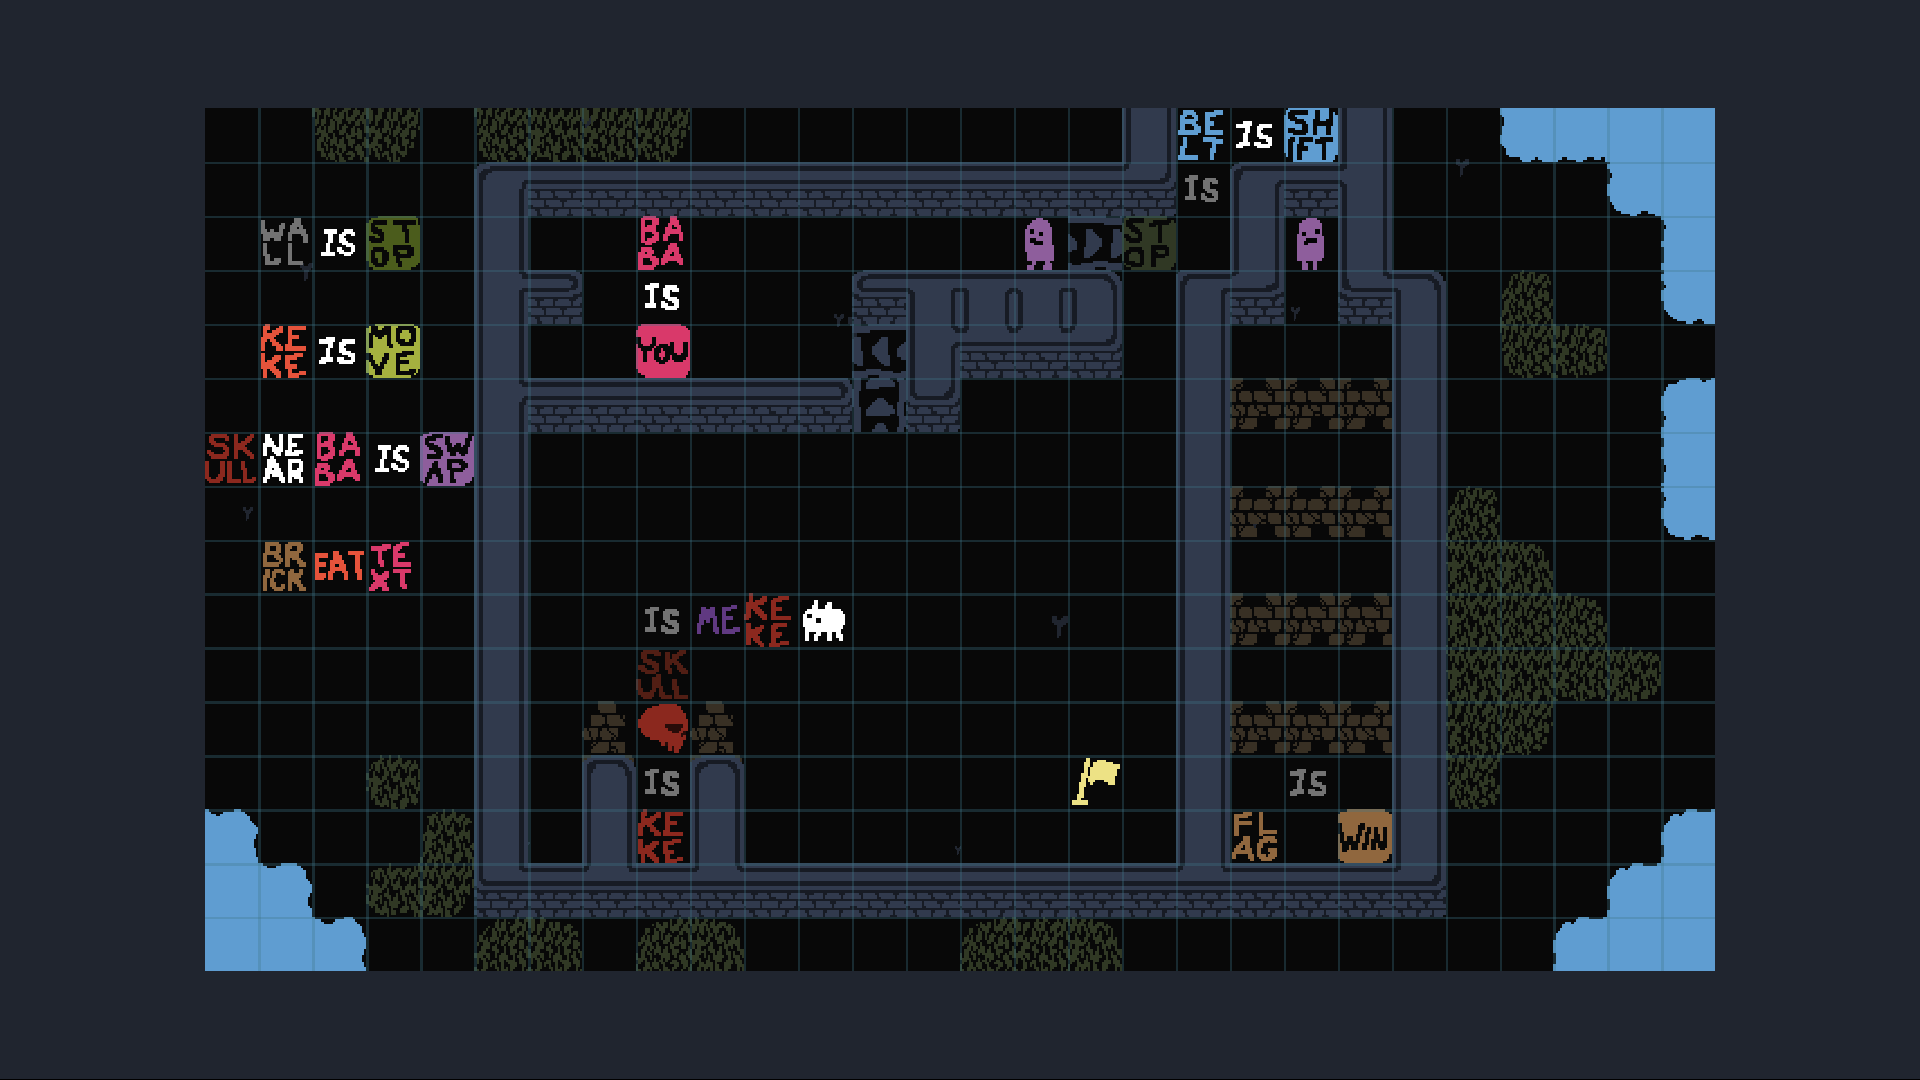 BELT IS SHIFT
IS
WALL IS STOP
BABA
STOP
IS
KEKE IS MOVE
YOU
SKULL NEAR BABA IS SWAP
BRICK EAT TEXT
IS ME KEKE
SKULL
IS
IS
KEKE
FLAG
WIN